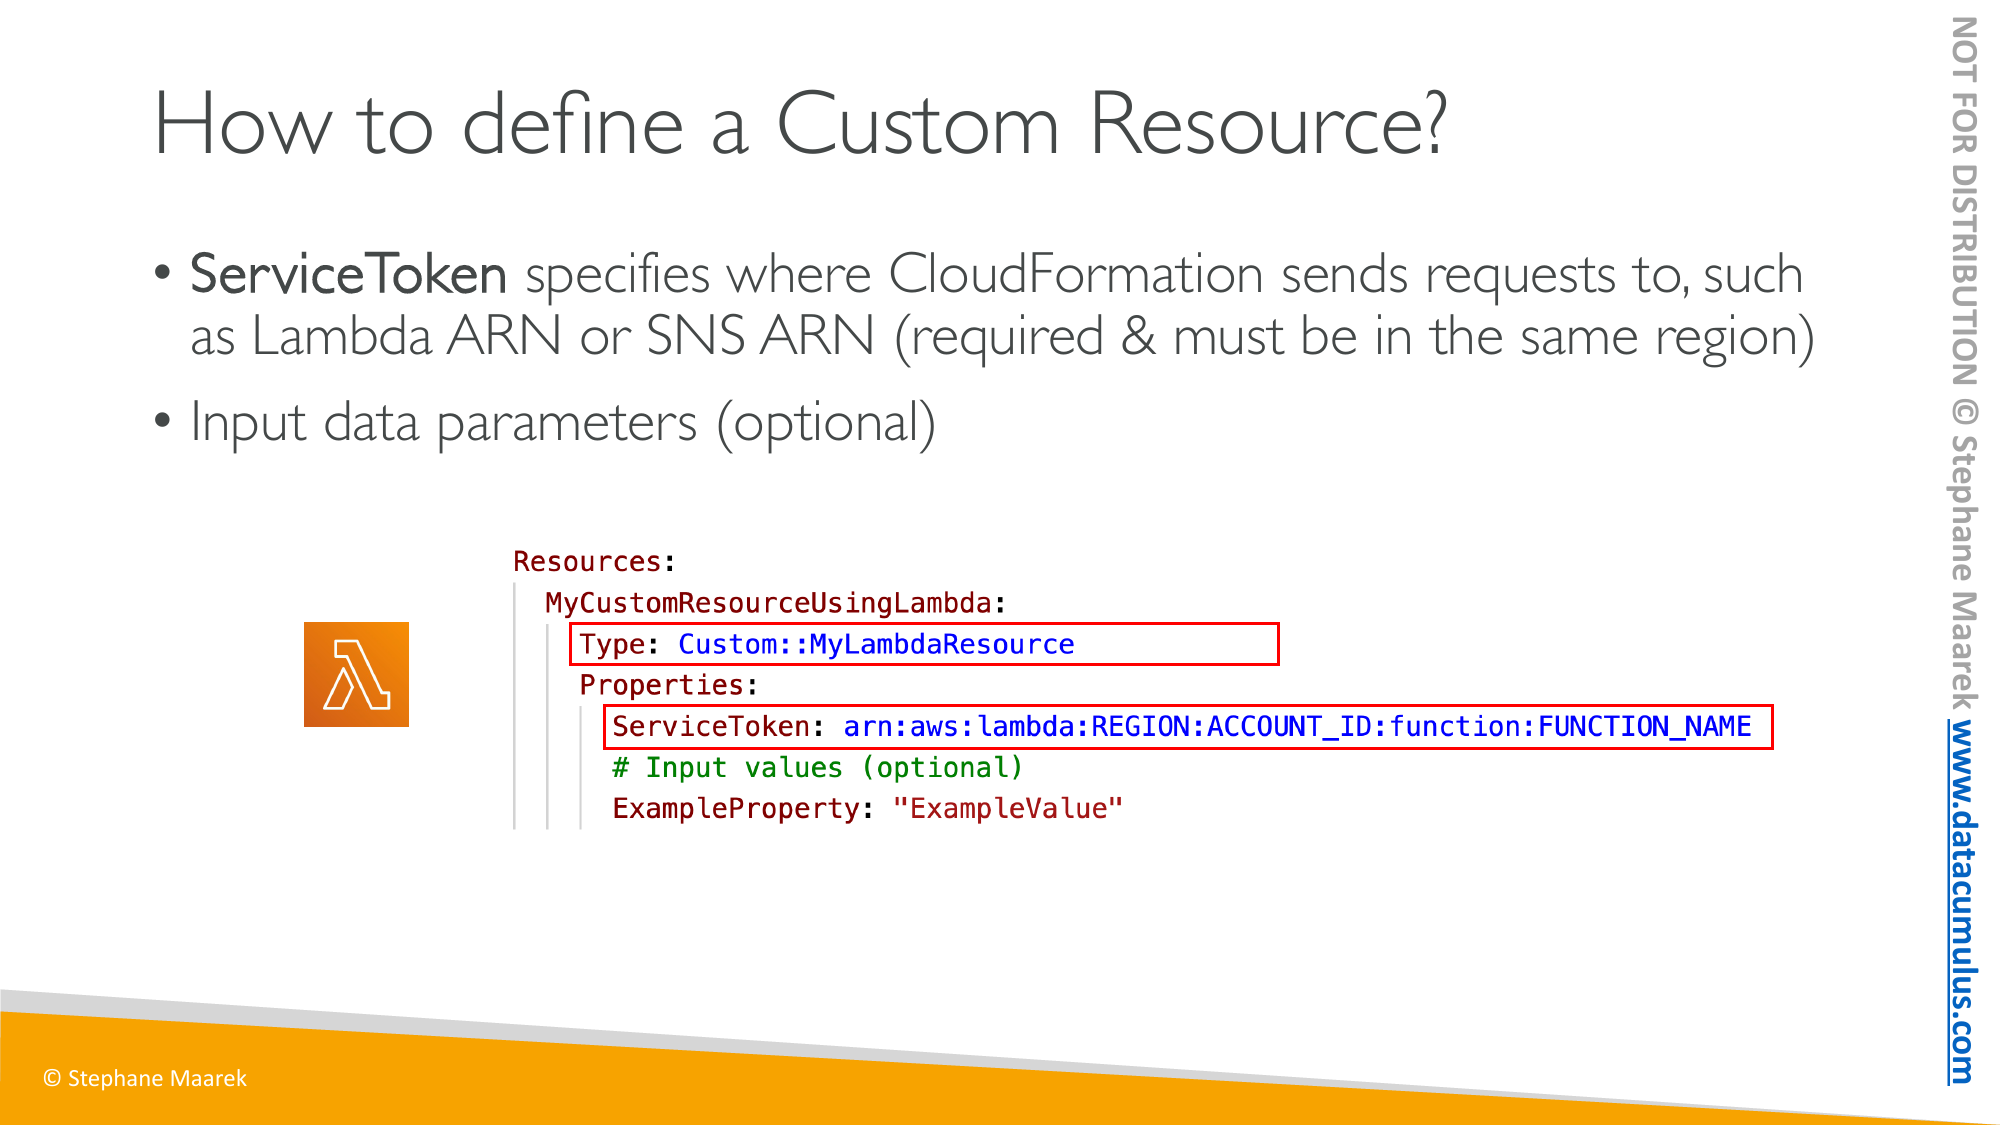 How to define a Custom Resource?
• ServiceToken specifies where CloudFormation sends requests to, such
as Lambda ARN or SNS ARN (required & must be in the same region)
• Input data parameters (optional)
Resources:
MyCustomResourceUsingLambda:
Type: Custom::MyLambdaResource
Properties:
ServiceToken: arn:aws:lambda:REGION:ACCOUNT_ID:function:FUNCTION_NAME
# Input values (optional)
ExampleProperty: "ExampleValue"
© Stephane Maarek
NOT FOR DISTRIBUTION © Stephane Maarek www.datacumulus.com